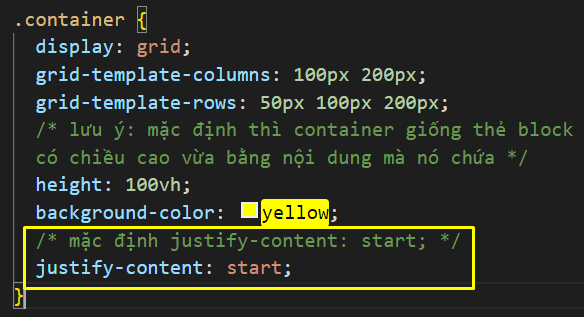 .container {
display: grid;
grid-template-columns: 100px 200px;
grid-template-rows: 50px 100px 200px;
/* lưu ý: mặc định thì container giống thẻ block
có chiều cao vừa bằng nội dung mà nó chứa */
height: 100vh;
background-color: yellow;
/* mặc định justify-content: start; */
justify-content: start;
}